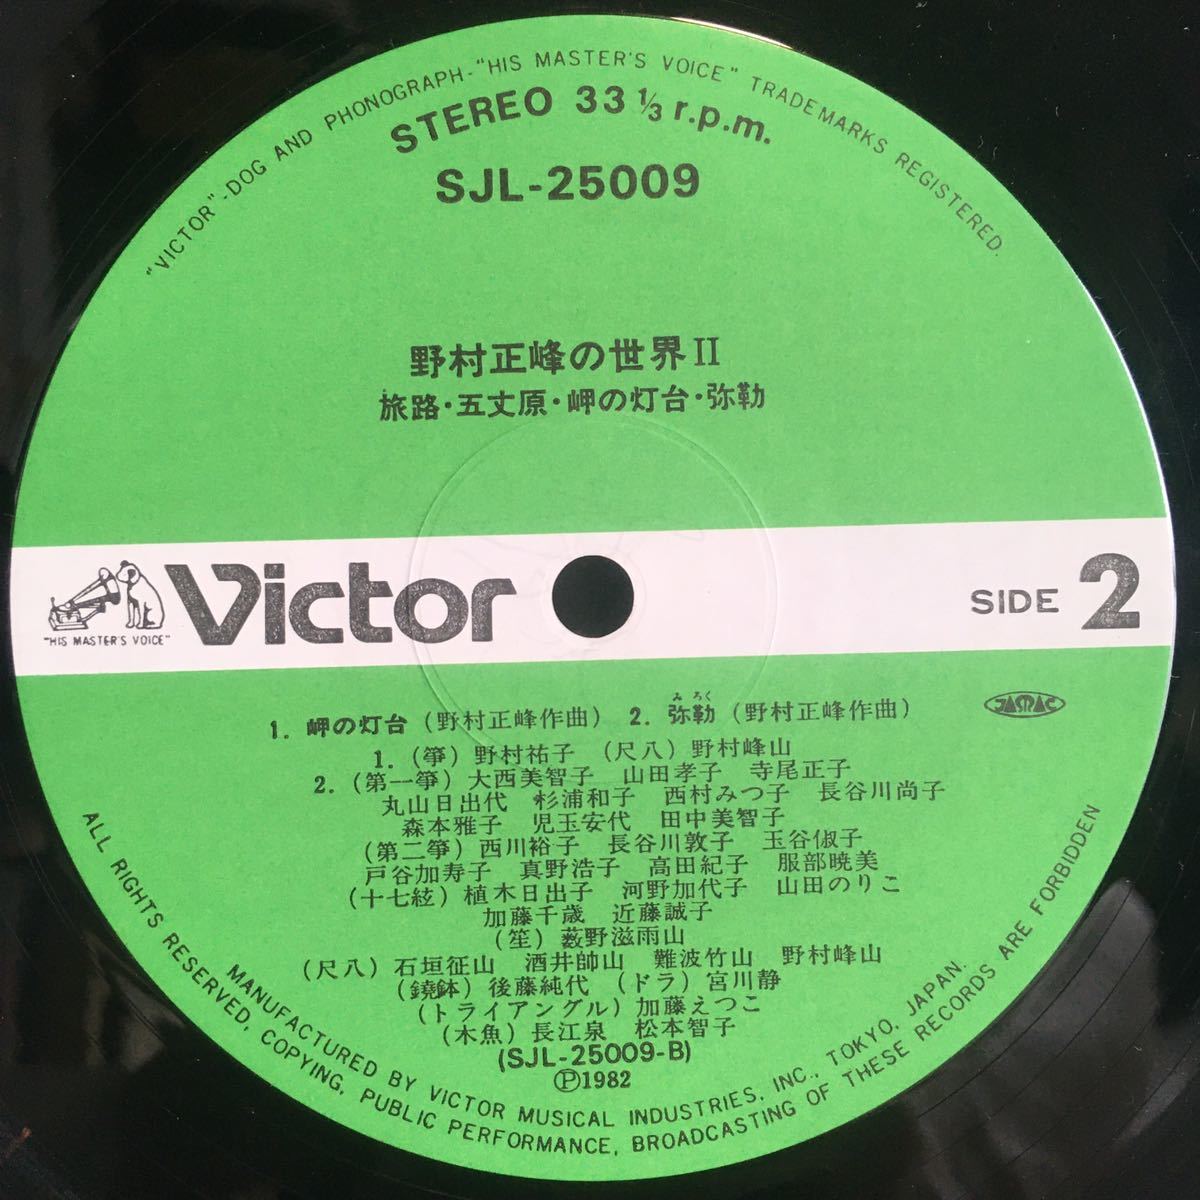 "VICTOR"-DOG AND PHONOGRAPH-"HIS MASTER'S VOICE" TRADEMARKS REGISTERED.
STEREO 33 1/3 r.p.m.
SJL-25009
野村正峰の世界II
旅路・五丈原・岬の灯台・弥勒
"HIS MASTER'S VOICE"
Victor
SIDE 2
JASRAC
みろく
1. 岬の灯台(野村正峰作曲) 2. 弥勒(野村正峰作曲)
1. (箏)野村祐子 (尺八)野村峰山
2. (第一箏)大西美智子 山田孝子 寺尾正子
丸山日出代 杉浦和子 西村みつ子 長谷川尚子
森本雅子 児玉安代 田中美智子
(第二箏)西川裕子 長谷川敦子 玉谷俶子
戸谷加寿子 真野浩子 高田紀子 服部暁美
(十七絃)植木日出子 河野加代子 山田のりこ
加藤千歳 近藤誠子
(笙)藪野滋雨山
(尺八)石垣征山 酒井帥山 難波竹山 野村峰山
(鐃鉢)後藤純代 (ドラ)宮川静
(トライアングル)加藤えつこ
(木魚)長江泉 松本智子
(SJL-25009-B)
Ⓟ1982
MANUFACTURED BY VICTOR MUSICAL INDUSTRIES, INC., TOKYO, JAPAN.
ALL RIGHTS RESERVED, COPYING, PUBLIC PERFORMANCE, BROADCASTING OF THESE RECORDS ARE FORBIDDEN